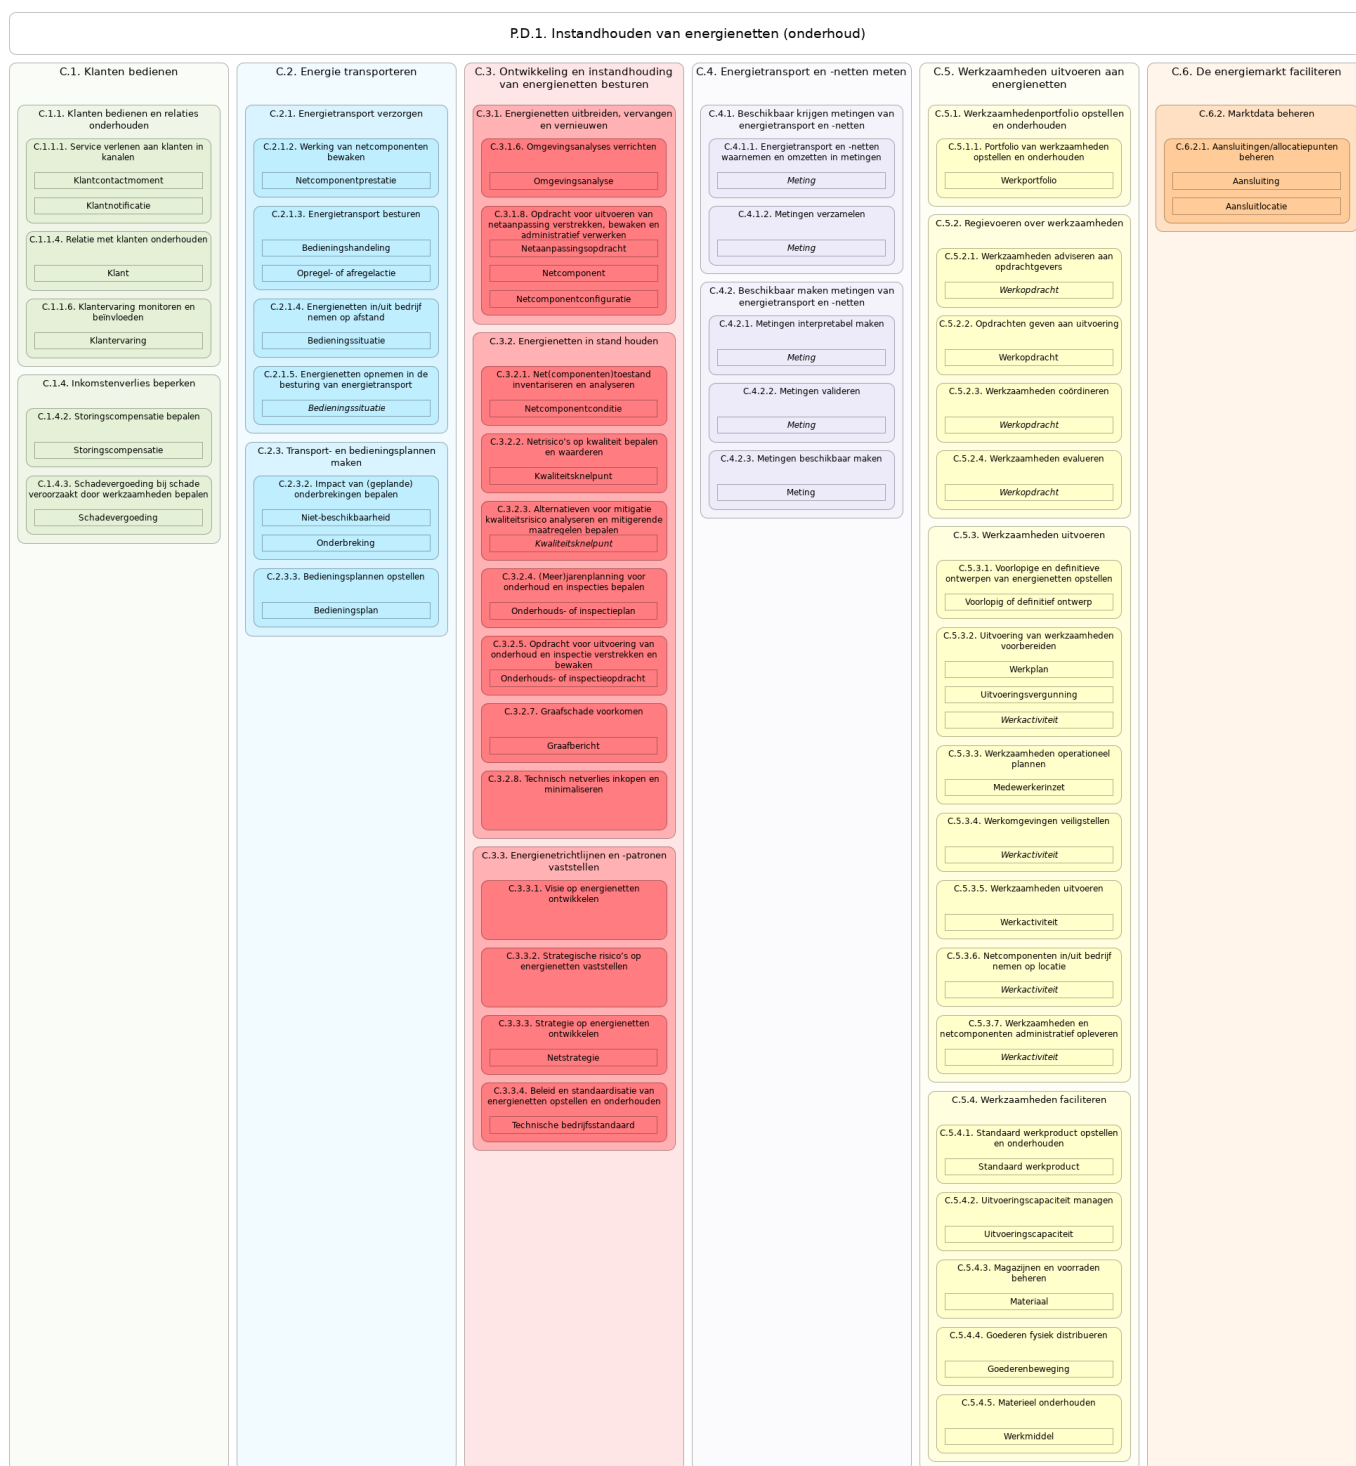 P.D.1. Instandhouden van energienetten (onderhoud)
C.1. Klanten bedienen
C.1.1. Klanten bedienen en relaties
onderhouden
C.1.1.1. Service verlenen aan klanten in
kanalen
Klantcontactmoment
Klantnotificatie
C.1.1.4. Relatie met klanten onderhouden
Klant
C.1.1.6. Klantervaring monitoren en
beïnvloeden
Klantervaring
C.1.4. Inkomstenverlies beperken
C.1.4.2. Storingscompensatie bepalen
Storingscompensatie
C.1.4.3. Schadevergoeding bij schade
veroorzaakt door werkzaamheden bepalen
Schadevergoeding
C.2. Energie transporteren
C.2.1. Energietransport verzorgen
C.2.1.2. Werking van netcomponenten
bewaken
Netcomponentprestatie
C.2.1.3. Energietransport besturen
Bedieningshandeling
Opregel- of afregelactie
C.2.1.4. Energienetten in/uit bedrijf
nemen op afstand
Bedieningssituatie
C.2.1.5. Energienetten opnemen in de
besturing van energietransport
Bedieningssituatie
C.2.3. Transport- en bedieningsplannen
maken
C.2.3.2. Impact van (geplande)
onderbrekingen bepalen
Niet-beschikbaarheid
Onderbreking
C.2.3.3. Bedieningsplannen opstellen
Bedieningsplan
C.3. Ontwikkeling en instandhouding
van energienetten besturen
C.3.1. Energienetten uitbreiden, vervangen
en vernieuwen
C.3.1.6. Omgevingsanalyses verrichten
Omgevingsanalyse
C.3.1.8. Opdracht voor uitvoeren van
netaanpassing verstrekken, bewaken en
administratief verwerken
Netaanpassingsopdracht
Netcomponent
Netcomponentconfiguratie
C.3.2. Energienetten in stand houden
C.3.2.1. Net(componenten)toestand
inventariseren en analyseren
Netcomponentconditie
C.3.2.2. Netrisico's op kwaliteit bepalen
en waarderen
Kwaliteitsknelpunt
C.3.2.3. Alternatieven voor mitigatie
kwaliteitsrisico analyseren en mitigerende
maatregelen bepalen
Kwaliteitsknelpunt
C.3.2.4. (Meer)jarenplanning voor
onderhoud en inspecties bepalen
Onderhouds- of inspectieplan
C.3.2.5. Opdracht voor uitvoering van
onderhoud en inspectie verstrekken en
bewaken
Onderhouds- of inspectieopdracht
C.3.2.7. Graafschade voorkomen
Graafbericht
C.3.2.8. Technisch netverlies inkopen en
minimaliseren
C.3.3. Energienetrichtlijnen en -patronen
vaststellen
C.3.3.1. Visie op energienetten
ontwikkelen
C.3.3.2. Strategische risico's op
energienetten vaststellen
C.3.3.3. Strategie op energienetten
ontwikkelen
Netstrategie
C.3.3.4. Beleid en standaardisatie van
energienetten opstellen en onderhouden
Technische bedrijfsstandaard
C.4. Energietransport en -netten meten
C.4.1. Beschikbaar krijgen metingen van
energietransport en -netten
C.4.1.1. Energietransport en -netten
waarnemen en omzetten in metingen
Meting
C.4.1.2. Metingen verzamelen
Meting
C.4.2. Beschikbaar maken metingen van
energietransport en -netten
C.4.2.1. Metingen interpretabel maken
Meting
C.4.2.2. Metingen valideren
Meting
C.4.2.3. Metingen beschikbaar maken
Meting
C.5. Werkzaamheden uitvoeren aan
energienetten
C.5.1. Werkzaamhedenportfolio opstellen
en onderhouden
C.5.1.1. Portfolio van werkzaamheden
opstellen en onderhouden
Werkportfolio
C.5.2. Regievoeren over werkzaamheden
C.5.2.1. Werkzaamheden adviseren aan
opdrachtgevers
Werkopdracht
C.5.2.2. Opdrachten geven aan uitvoering
Werkopdracht
C.5.2.3. Werkzaamheden coördineren
Werkopdracht
C.5.2.4. Werkzaamheden evalueren
Werkopdracht
C.5.3. Werkzaamheden uitvoeren
C.5.3.1. Voorlopige en definitieve
ontwerpen van energienetten opstellen
Voorlopig of definitief ontwerp
C.5.3.2. Uitvoering van werkzaamheden
voorbereiden
Werkplan
Uitvoeringsvergunning
Werkactiviteit
C.5.3.3. Werkzaamheden operationeel
plannen
Medewerkerinzet
C.5.3.4. Werkomgevingen veiligstellen
Werkactiviteit
C.5.3.5. Werkzaamheden uitvoeren
Werkactiviteit
C.5.3.6. Netcomponenten in/uit bedrijf
nemen op locatie
Werkactiviteit
C.5.3.7. Werkzaamheden en
netcomponenten administratief opleveren
Werkactiviteit
C.5.4. Werkzaamheden faciliteren
C.5.4.1. Standaard werkproduct opstellen
en onderhouden
Standaard werkproduct
C.5.4.2. Uitvoeringscapaciteit managen
Uitvoeringscapaciteit
C.5.4.3. Magazijnen en voorraden
beheren
Materiaal
C.5.4.4. Goederen fysiek distribueren
Goederenbeweging
C.5.4.5. Materieel onderhouden
Werkmiddel
C.6. De energiemarkt faciliteren
C.6.2. Marktdata beheren
C.6.2.1. Aansluitingen/allocatiepunten
beheren
Aansluiting
Aansluitlocatie